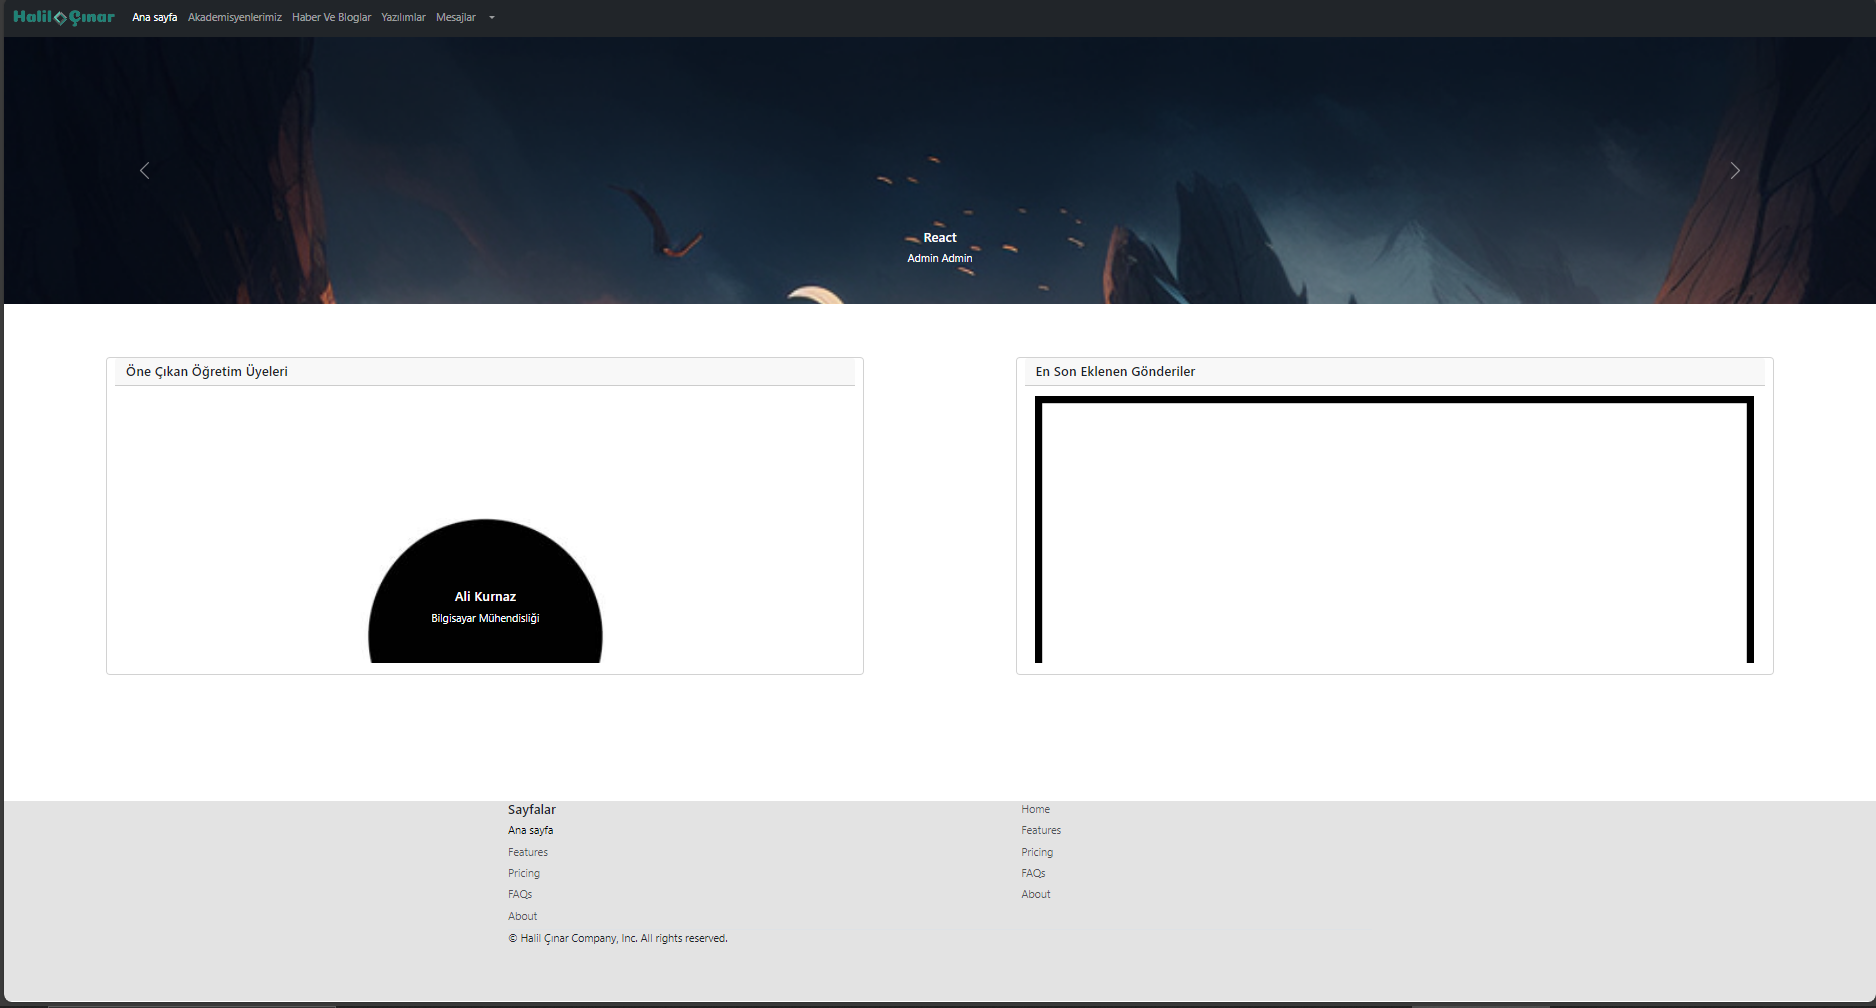 Halil Çınar Ana sayfa Akademisyenlerimiz Haber Ve Bloglar Yazılımlar Mesajlar
React
Admin Admin
Öne Çıkan Öğretim Üyeleri
Ali Kurnaz
Bilgisayar Mühendisliği
En Son Eklenen Gönderiler
Sayfalar
Ana sayfa
Features
Pricing
FAQs
About
© Halil Çınar Company, Inc. All rights reserved.
Home
Features
Pricing
FAQs
About